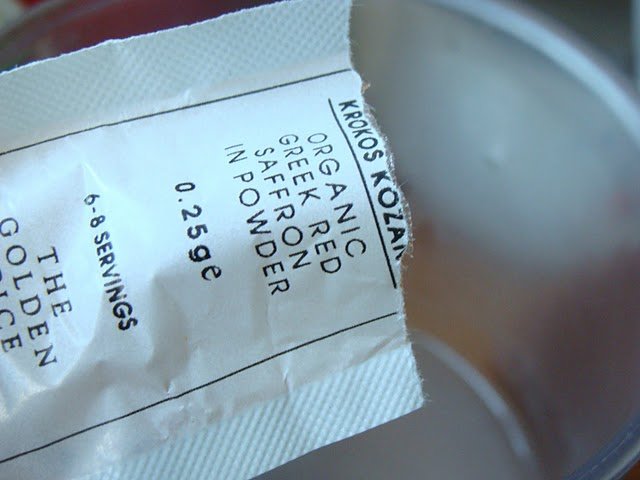 KROKOS KOZAN
ORGANIC
GREEK RED
SAFFRON
IN POWDER
0.25g℮
6-8 SERVINGS
THE
GOLDEN